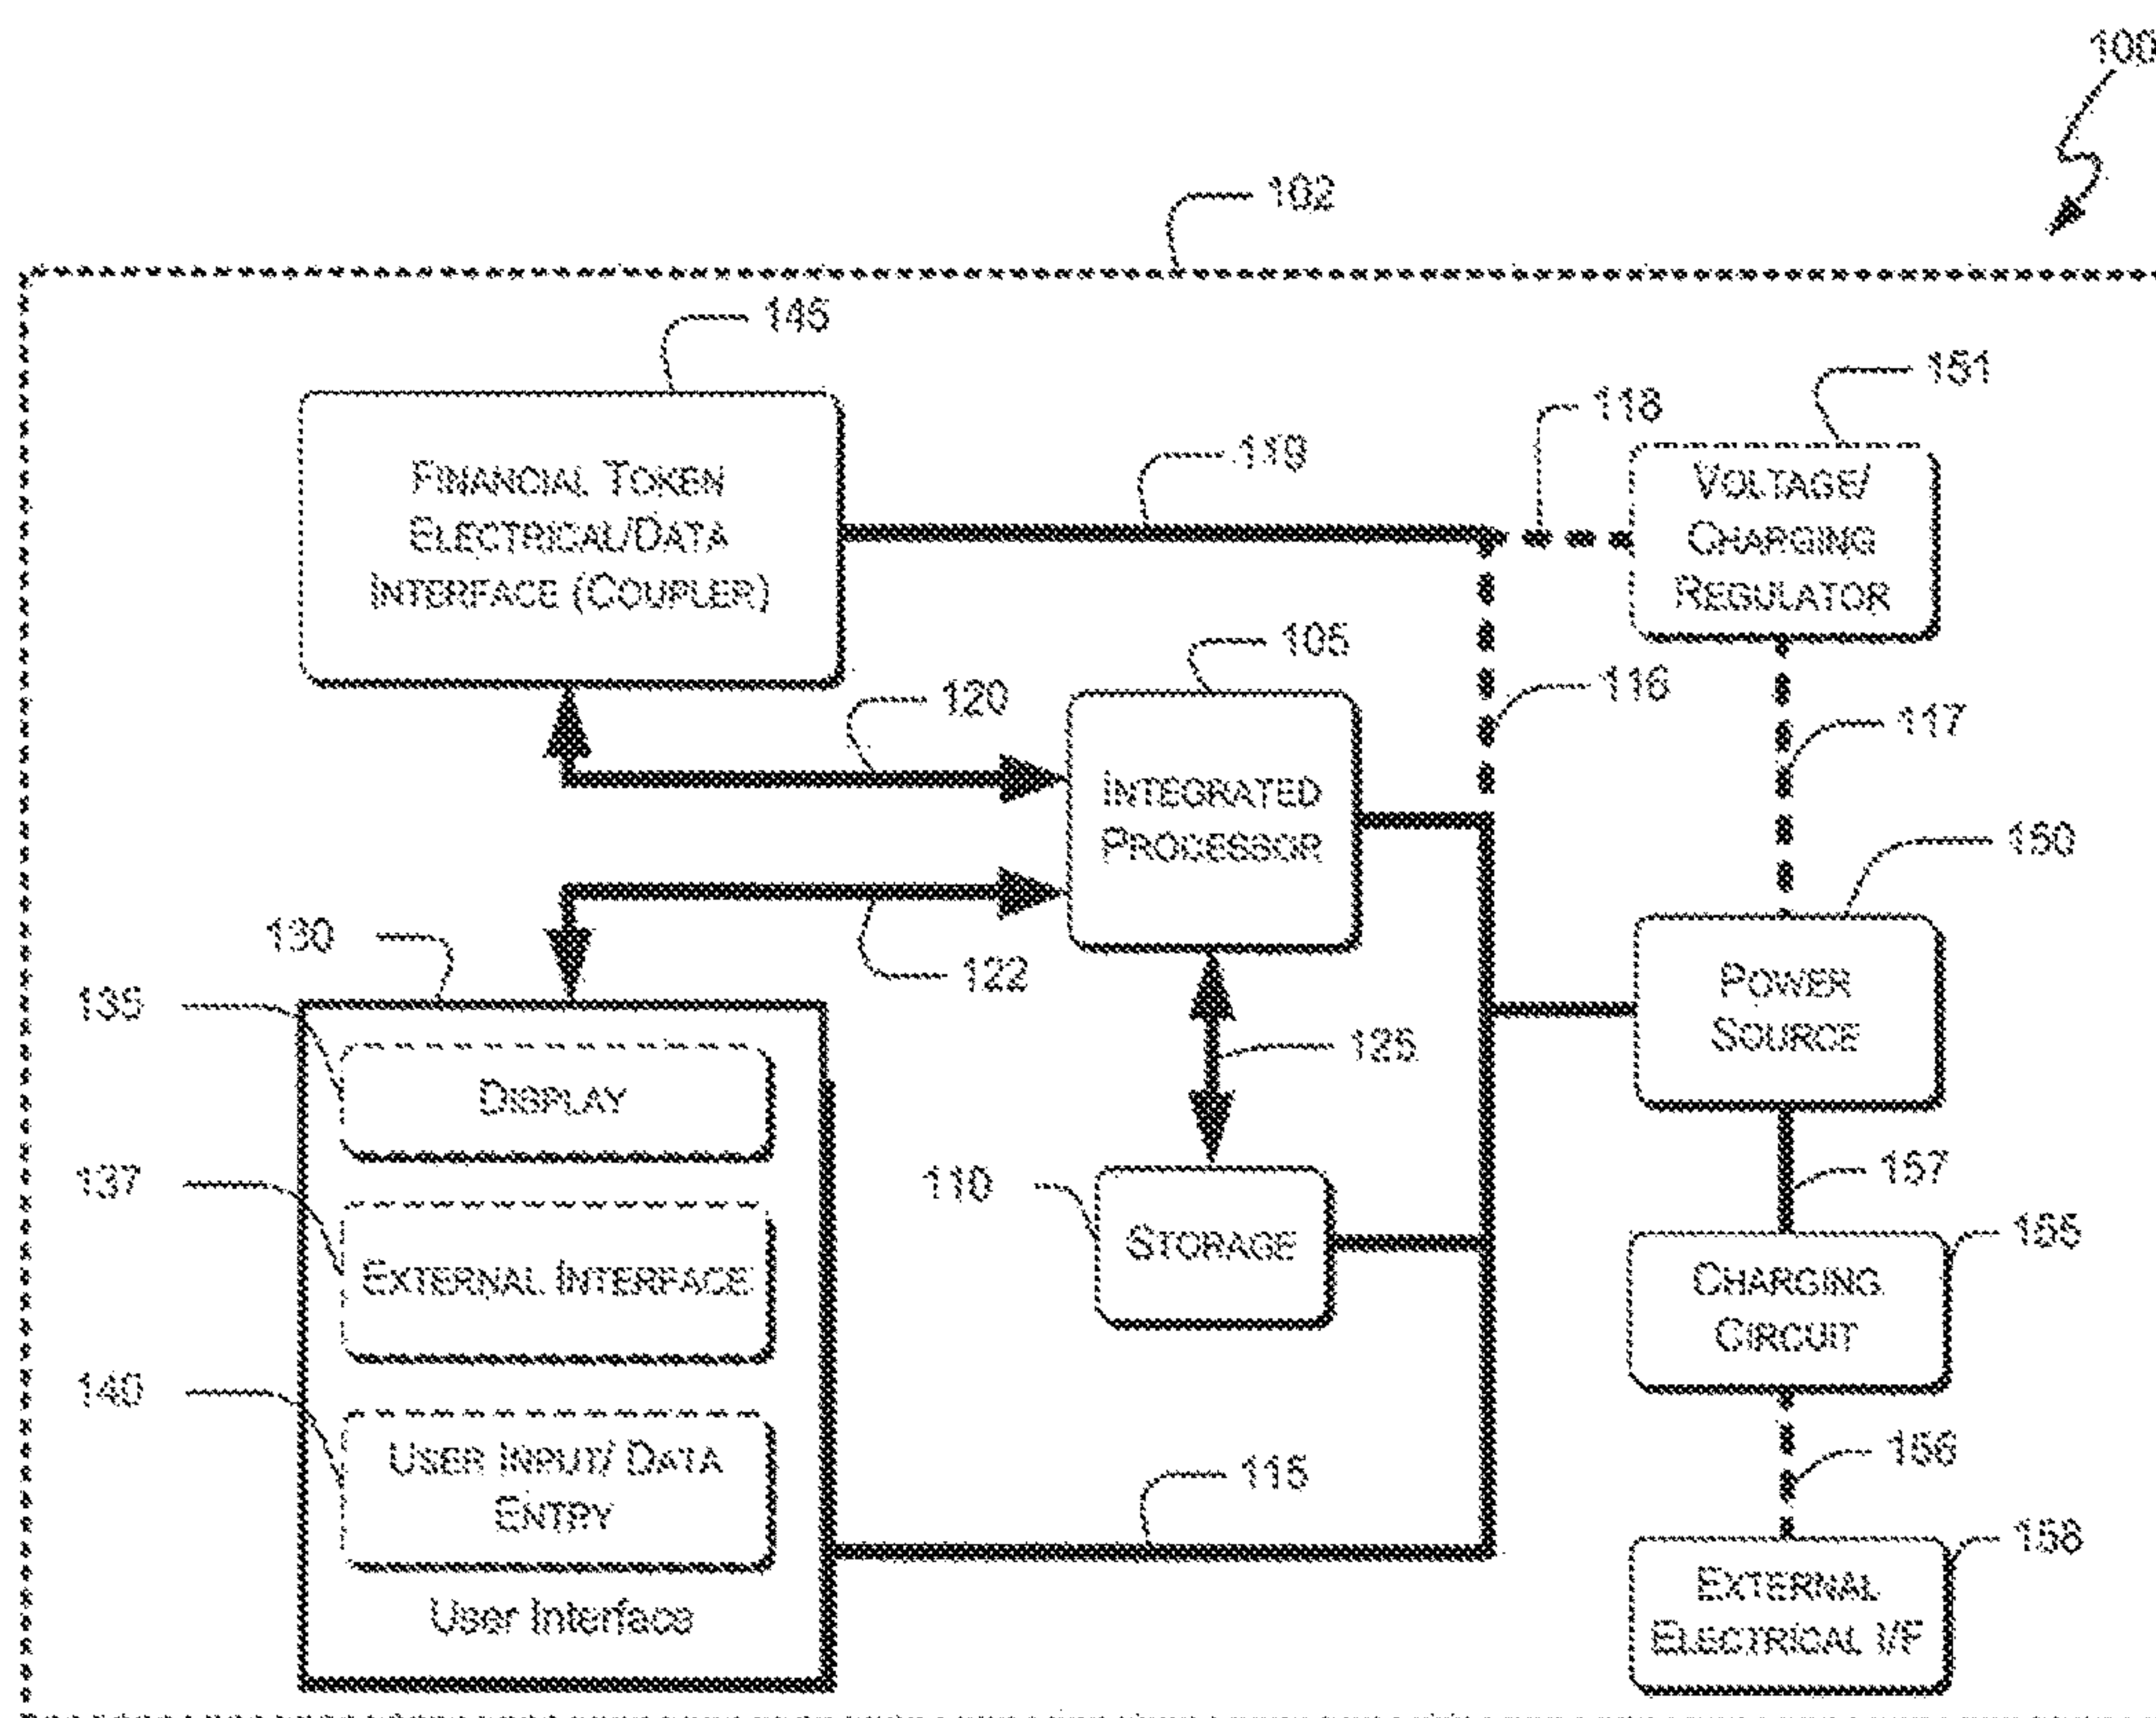 100
102
145
151
118
119
FINANCIAL TOKEN
ELECTRICAL/DATA
INTERFACE (COUPLER)
VOLTAGE/
CHARGING
REGULATOR
105
120
116
117
INTEGRATED
PROCESSOR
150
130
122
135
POWER
SOURCE
125
DISPLAY
137
110
157
STORAGE
155
EXTERNAL INTERFACE
CHARGING
CIRCUIT
140
USER INPUT/ DATA
ENTRY
156
115
158
User Interface
EXTERNAL
ELECTRICAL I/F